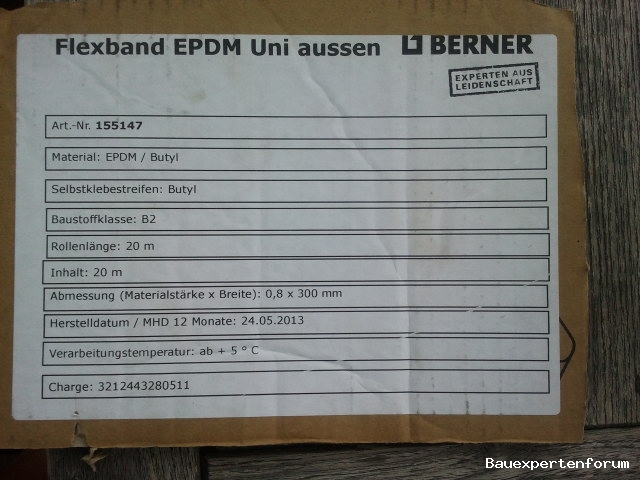 Flexband EPDM Uni aussen BERNER
EXPERTEN AUS
LEIDENSCHAFT
Art.-Nr. 155147
Material: EPDM / Butyl
Selbstklebestreifen: Butyl
Baustoffklasse: B2
Rollenlänge: 20 m
Inhalt: 20 m
Abmessung (Materialstärke x Breite): 0,8 x 300 mm
Herstelldatum / MHD 12 Monate: 24.05.2013
Verarbeitungstemperatur: ab + 5 ° C
Charge: 3212443280511
Bauexpertenforum